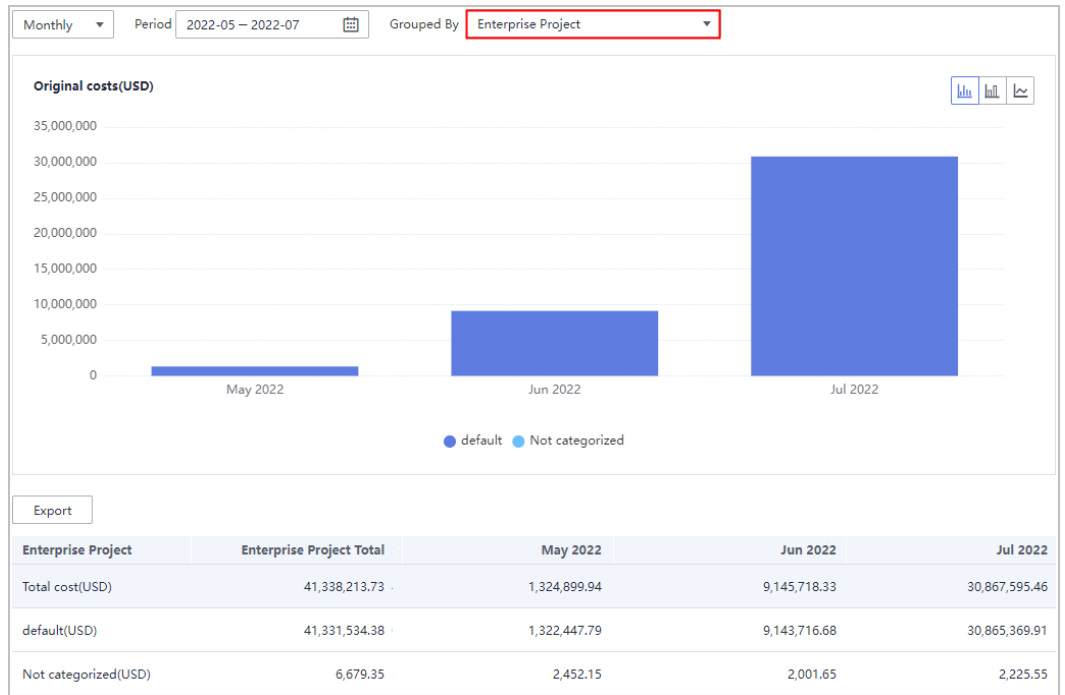 Monthly Period 2022-05 — 2022-07 Grouped By Enterprise Project
Original costs(USD)
35,000,000
30,000,000
25,000,000
20,000,000
15,000,000
10,000,000
5,000,000
0
May 2022 Jun 2022 Jul 2022
default Not categorized
Export
Enterprise Project Enterprise Project Total May 2022 Jun 2022 Jul 2022
Total cost(USD) 41,338,213.73 1,324,899.94 9,145,718.33 30,867,595.46
default(USD) 41,331,534.38 1,322,447.79 9,143,716.68 30,865,369.91
Not categorized(USD) 6,679.35 2,452.15 2,001.65 2,225.55